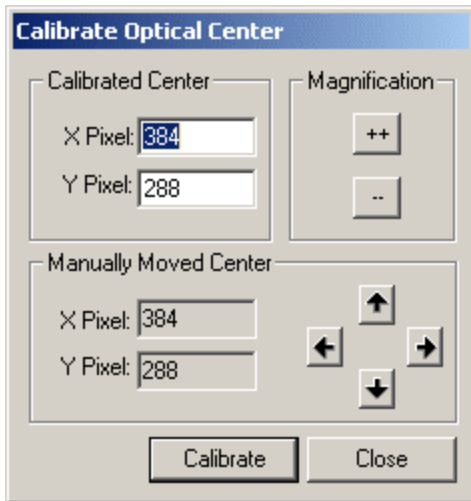 Calibrate Optical Center
Calibrated Center
X Pixel: 384
Y Pixel: 288
Magnification
++
--
Manually Moved Center
X Pixel: 384
Y Pixel: 288
Calibrate
Close